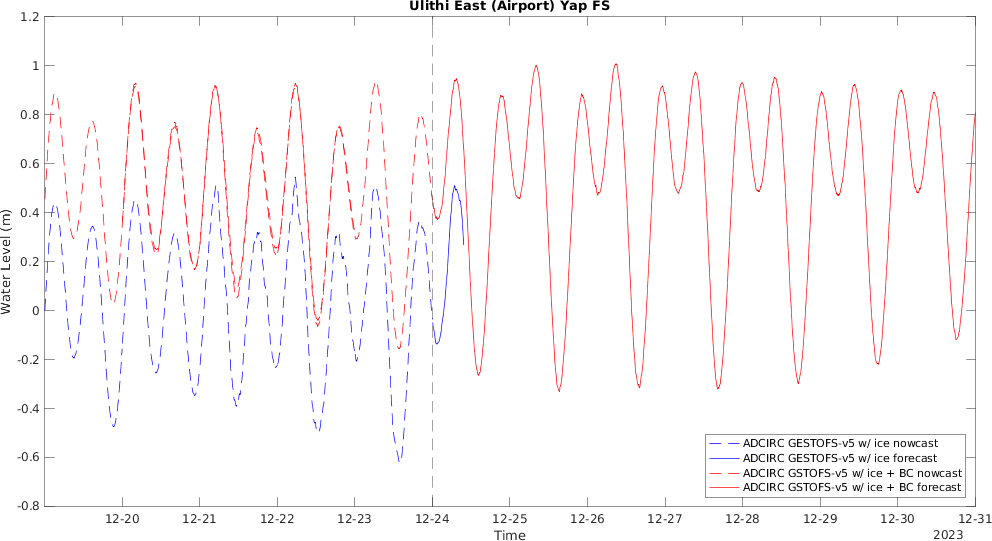 Ulithi East (Airport) Yap FS
1.2
1
0.8
0.6
0.4
0.2
0
-0.2
-0.4
-0.6
-0.8
Water Level (m)
ADCIRC GESTOFS-v5 w/ ice nowcast
ADCIRC GESTOFS-v5 w/ ice forecast
ADCIRC GSTOFS-v5 w/ ice + BC nowcast
ADCIRC GSTOFS-v5 w/ ice + BC forecast
12-20 12-21 12-22 12-23 12-24 12-25 12-26 12-27 12-28 12-29 12-30 12-31
Time
2023